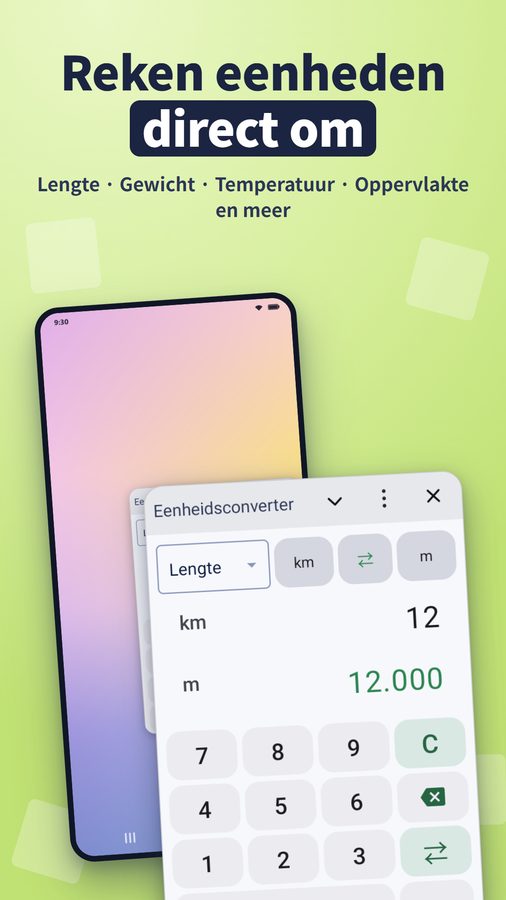 Reken eenheden
direct om
Lengte · Gewicht · Temperatuur · Oppervlakte
en meer
9:30
Eenheidsconverter
Lengte
km
m
km
12
m
12.000
7
8
9
C
4
5
6
1
2
3